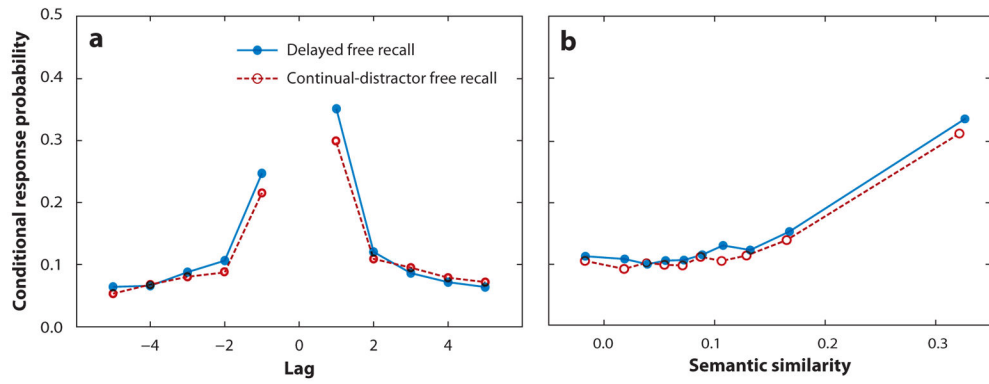 a
Delayed free recall
Continual-distractor free recall
Conditional response probability
0.5
0.4
0.3
0.2
0.1
0.0
−4 −2 0 2 4
Lag
b
0.0 0.1 0.2 0.3
Semantic similarity